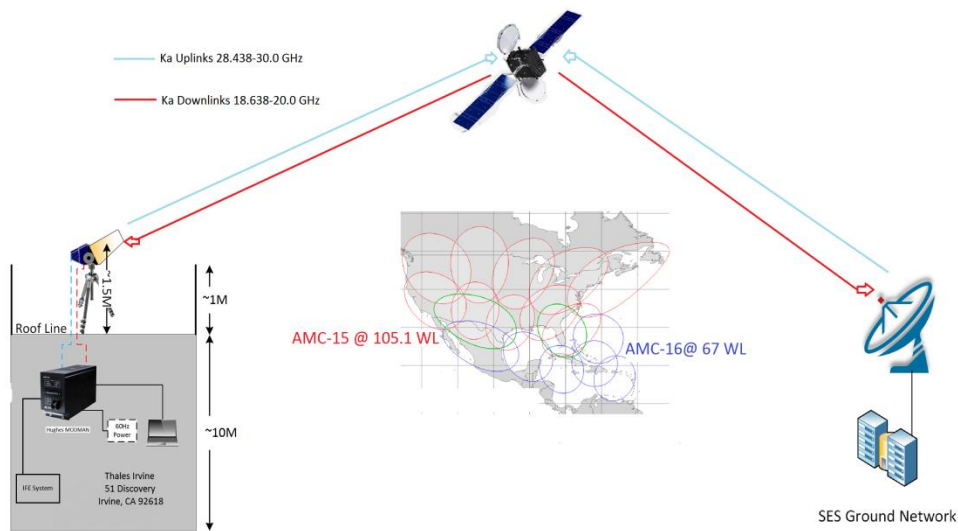 Ka Uplinks 28.438-30.0 GHz
Ka Downlinks 18.638-20.0 GHz
~1.5M
~1M
Roof Line
AMC-15 @ 105.1 WL
AMC-16@ 67 WL
Hughes MODMAN
60Hz
Power
~10M
IFE System
Thales Irvine
51 Discovery
Irvine, CA 92618
SES Ground Network